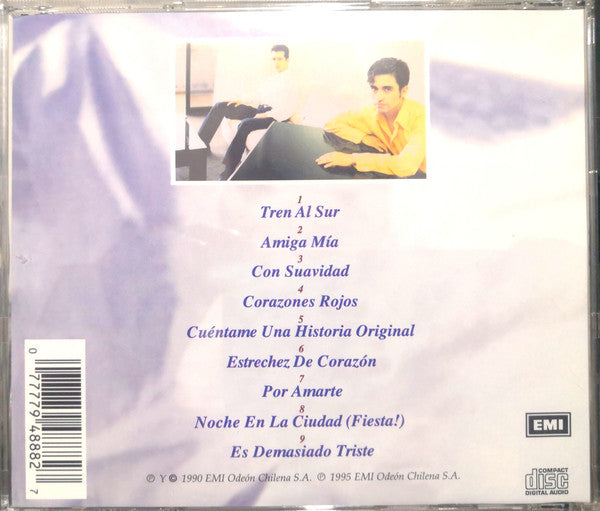 1
Tren Al Sur
2
Amiga Mía
3
Con Suavidad
4
Corazones Rojos
5
Cuéntame Una Historia Original
6
Estrechez De Corazón
7
Por Amarte
8
Noche En La Ciudad (Fiesta!)
9
Es Demasiado Triste
℗ Y © 1990 EMI Odeón Chilena S.A. ℗ 1995 EMI Odeón Chilena S.A.
0 77779 48882 7
EMI
COMPACT
disc
DIGITAL AUDIO